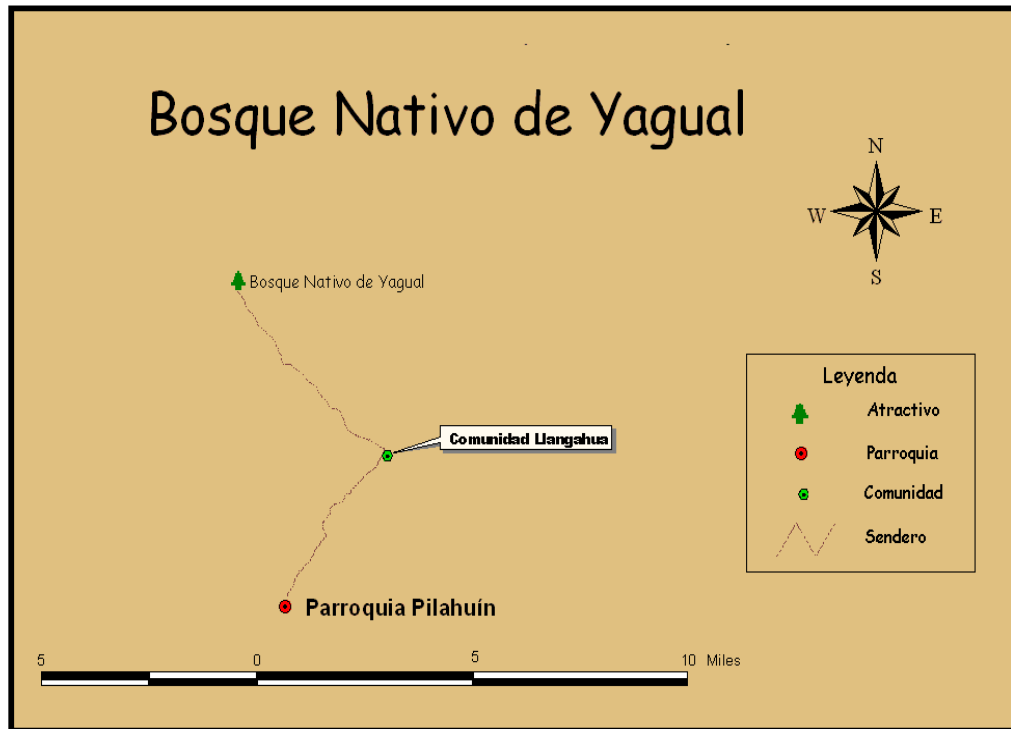 Bosque Nativo de Yagual
N
W E
S
Bosque Nativo de Yagual
Leyenda
Atractivo
Parroquia
Comunidad
Sendero
Comunidad Llangahua
Parroquia Pilahuín
5 0 5 10 Miles